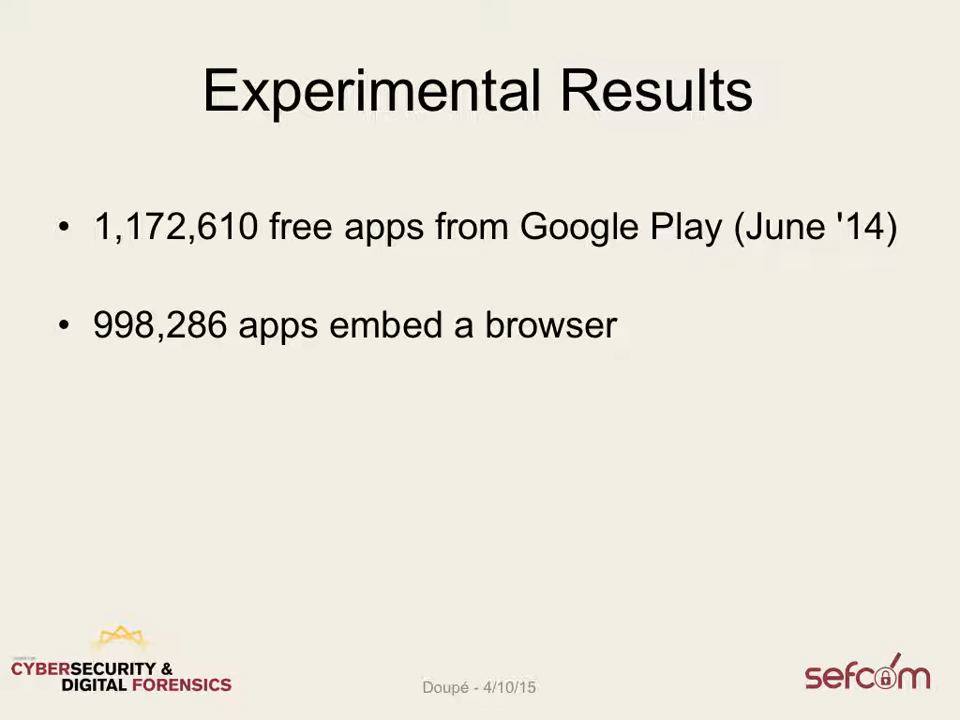 Experimental Results
• 1,172,610 free apps from Google Play (June '14)
• 998,286 apps embed a browser
CYBERSECURITY &
DIGITAL FORENSICS
Doupé - 4/10/15
sefcom